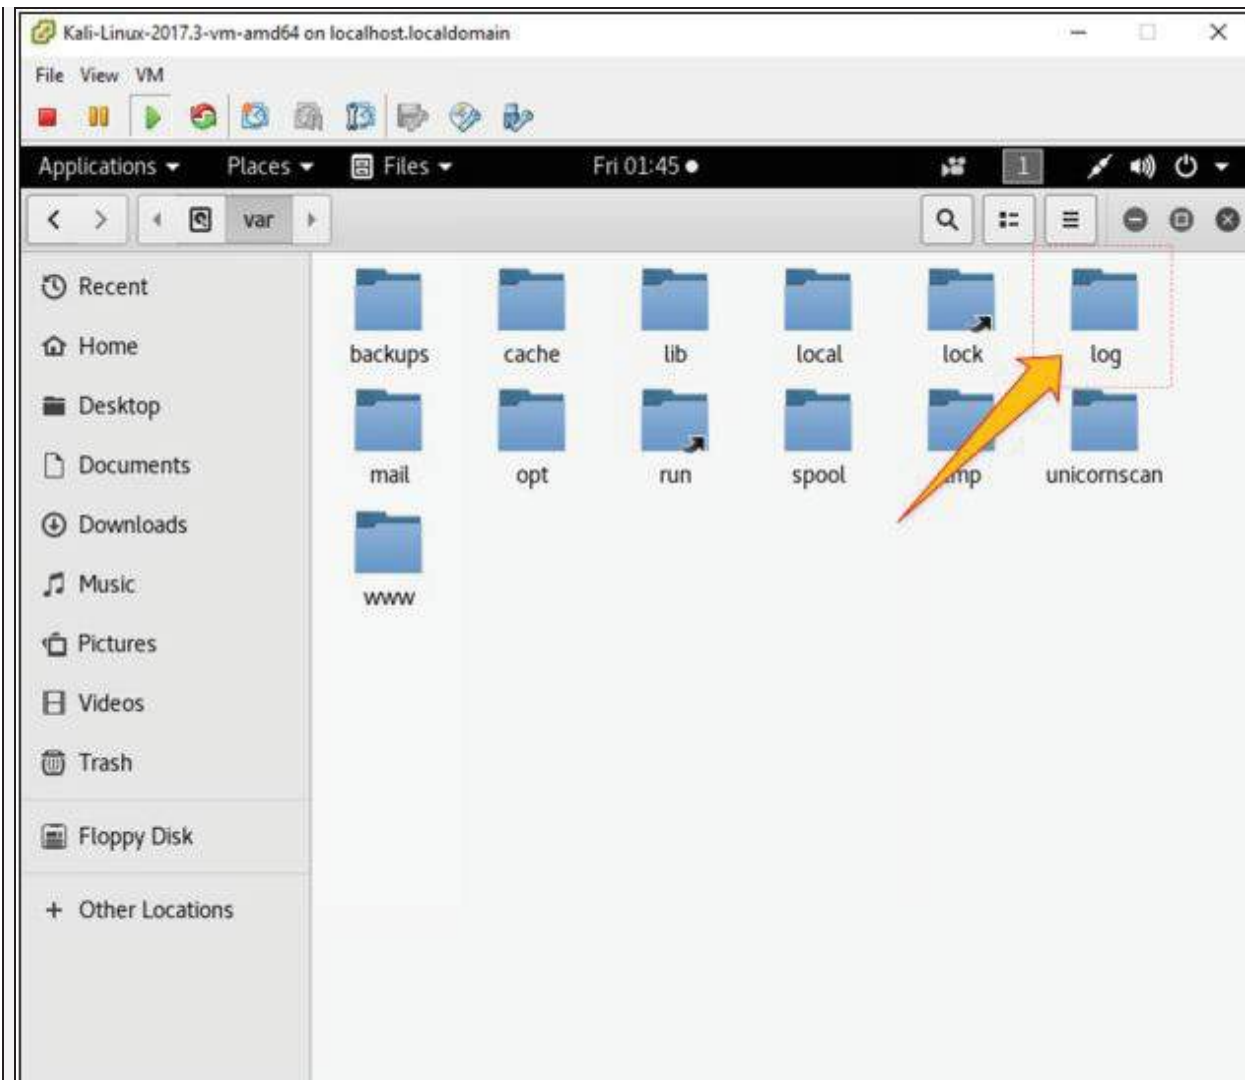 Kali-Linux-2017.3-vm-amd64 on localhost.localdomain
File View VM
Applications Places Files Fri 01:45 1
var
Recent
Home
Desktop
Documents
Downloads
Music
Pictures
Videos
Trash
Floppy Disk
+ Other Locations
backups cache lib local lock log
mail opt run spool unicornscan
www